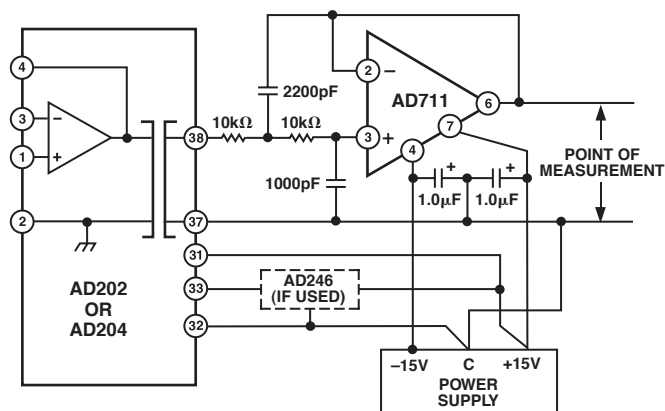 4
3
−
1
+
2
AD202
OR
AD204
38
37
31
33
32
10kΩ
2200pF
10kΩ
1000pF
2
−
3
+
AD711
6
7
4
+
+
1.0µF
1.0µF
POINT OF
MEASUREMENT
AD246
(IF USED)
−15V C +15V
POWER
SUPPLY